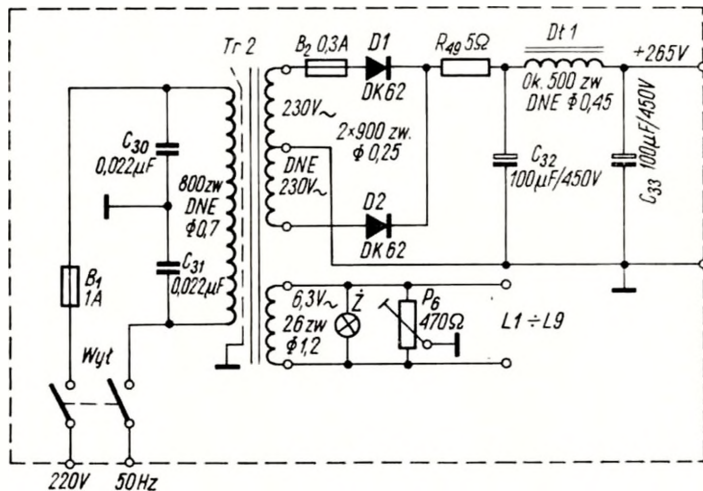 Tr 2
B₂ 0,3A
D1
DK62
R₄₉ 5Ω
Dt 1
+265V
0k. 500 zw
DNE Φ0,45
230V~
2×900 zw.
Φ 0,25
DNE
230V~
C₃₀
0,022μF
800zw
DNE
Φ0,7
C₃₁
0,022μF
B₁
1A
D2
DK62
C₃₂
100μF/450V
C₃₃ 100μF/450V
6,3V~
26 zw
Φ1,2
Ż
P₆
470Ω
L1÷L9
Wył
220V
50Hz